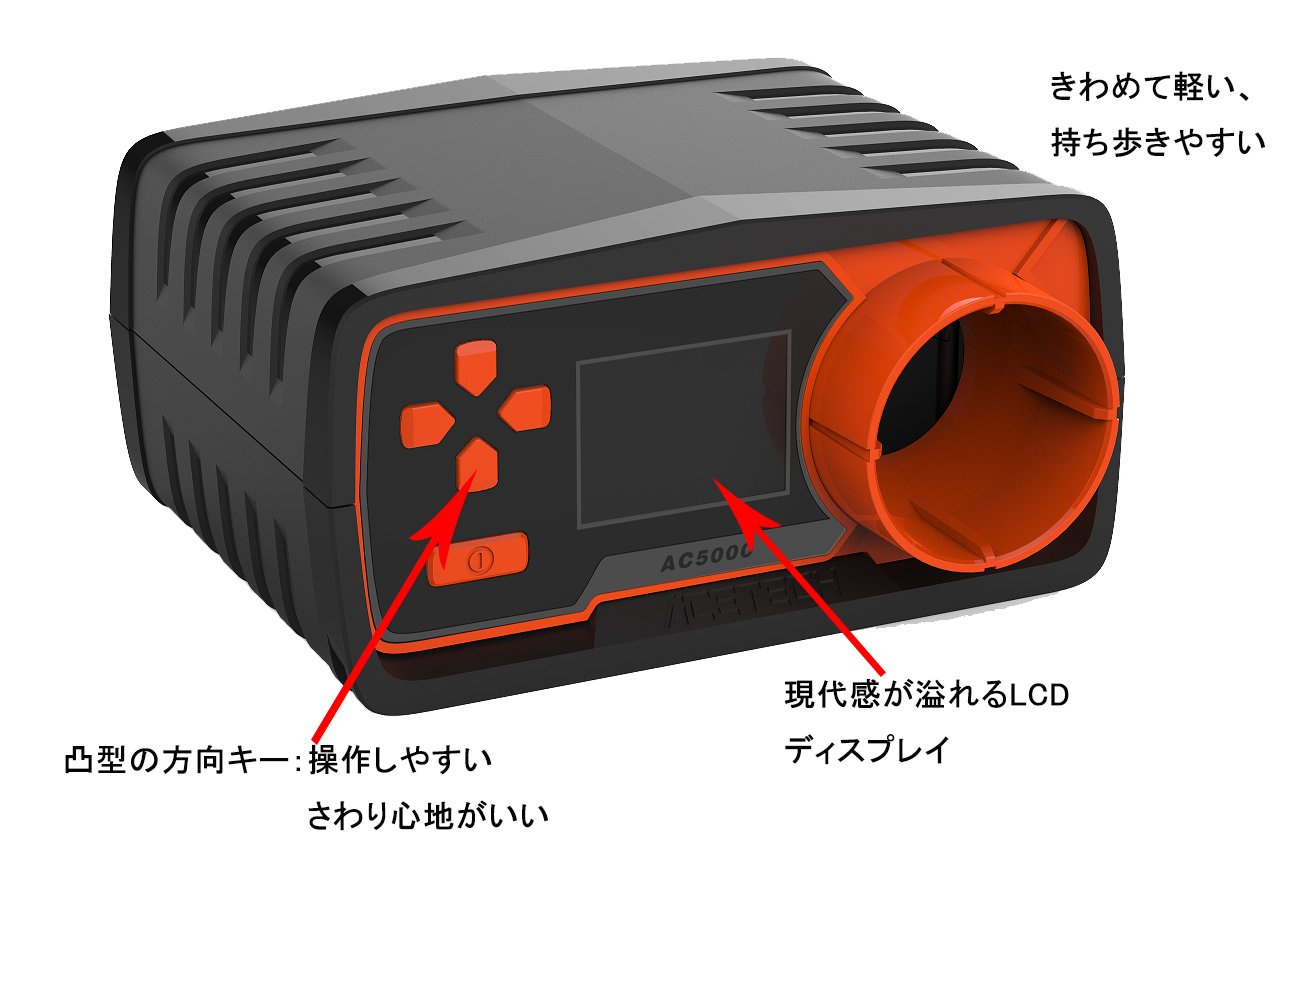 きわめて軽い、
持ち歩きやすい
AC5000
ACETECH
現代感が溢れるLCD
ディスプレイ
凸型の方向キー：操作しやすい
さわり心地がいい